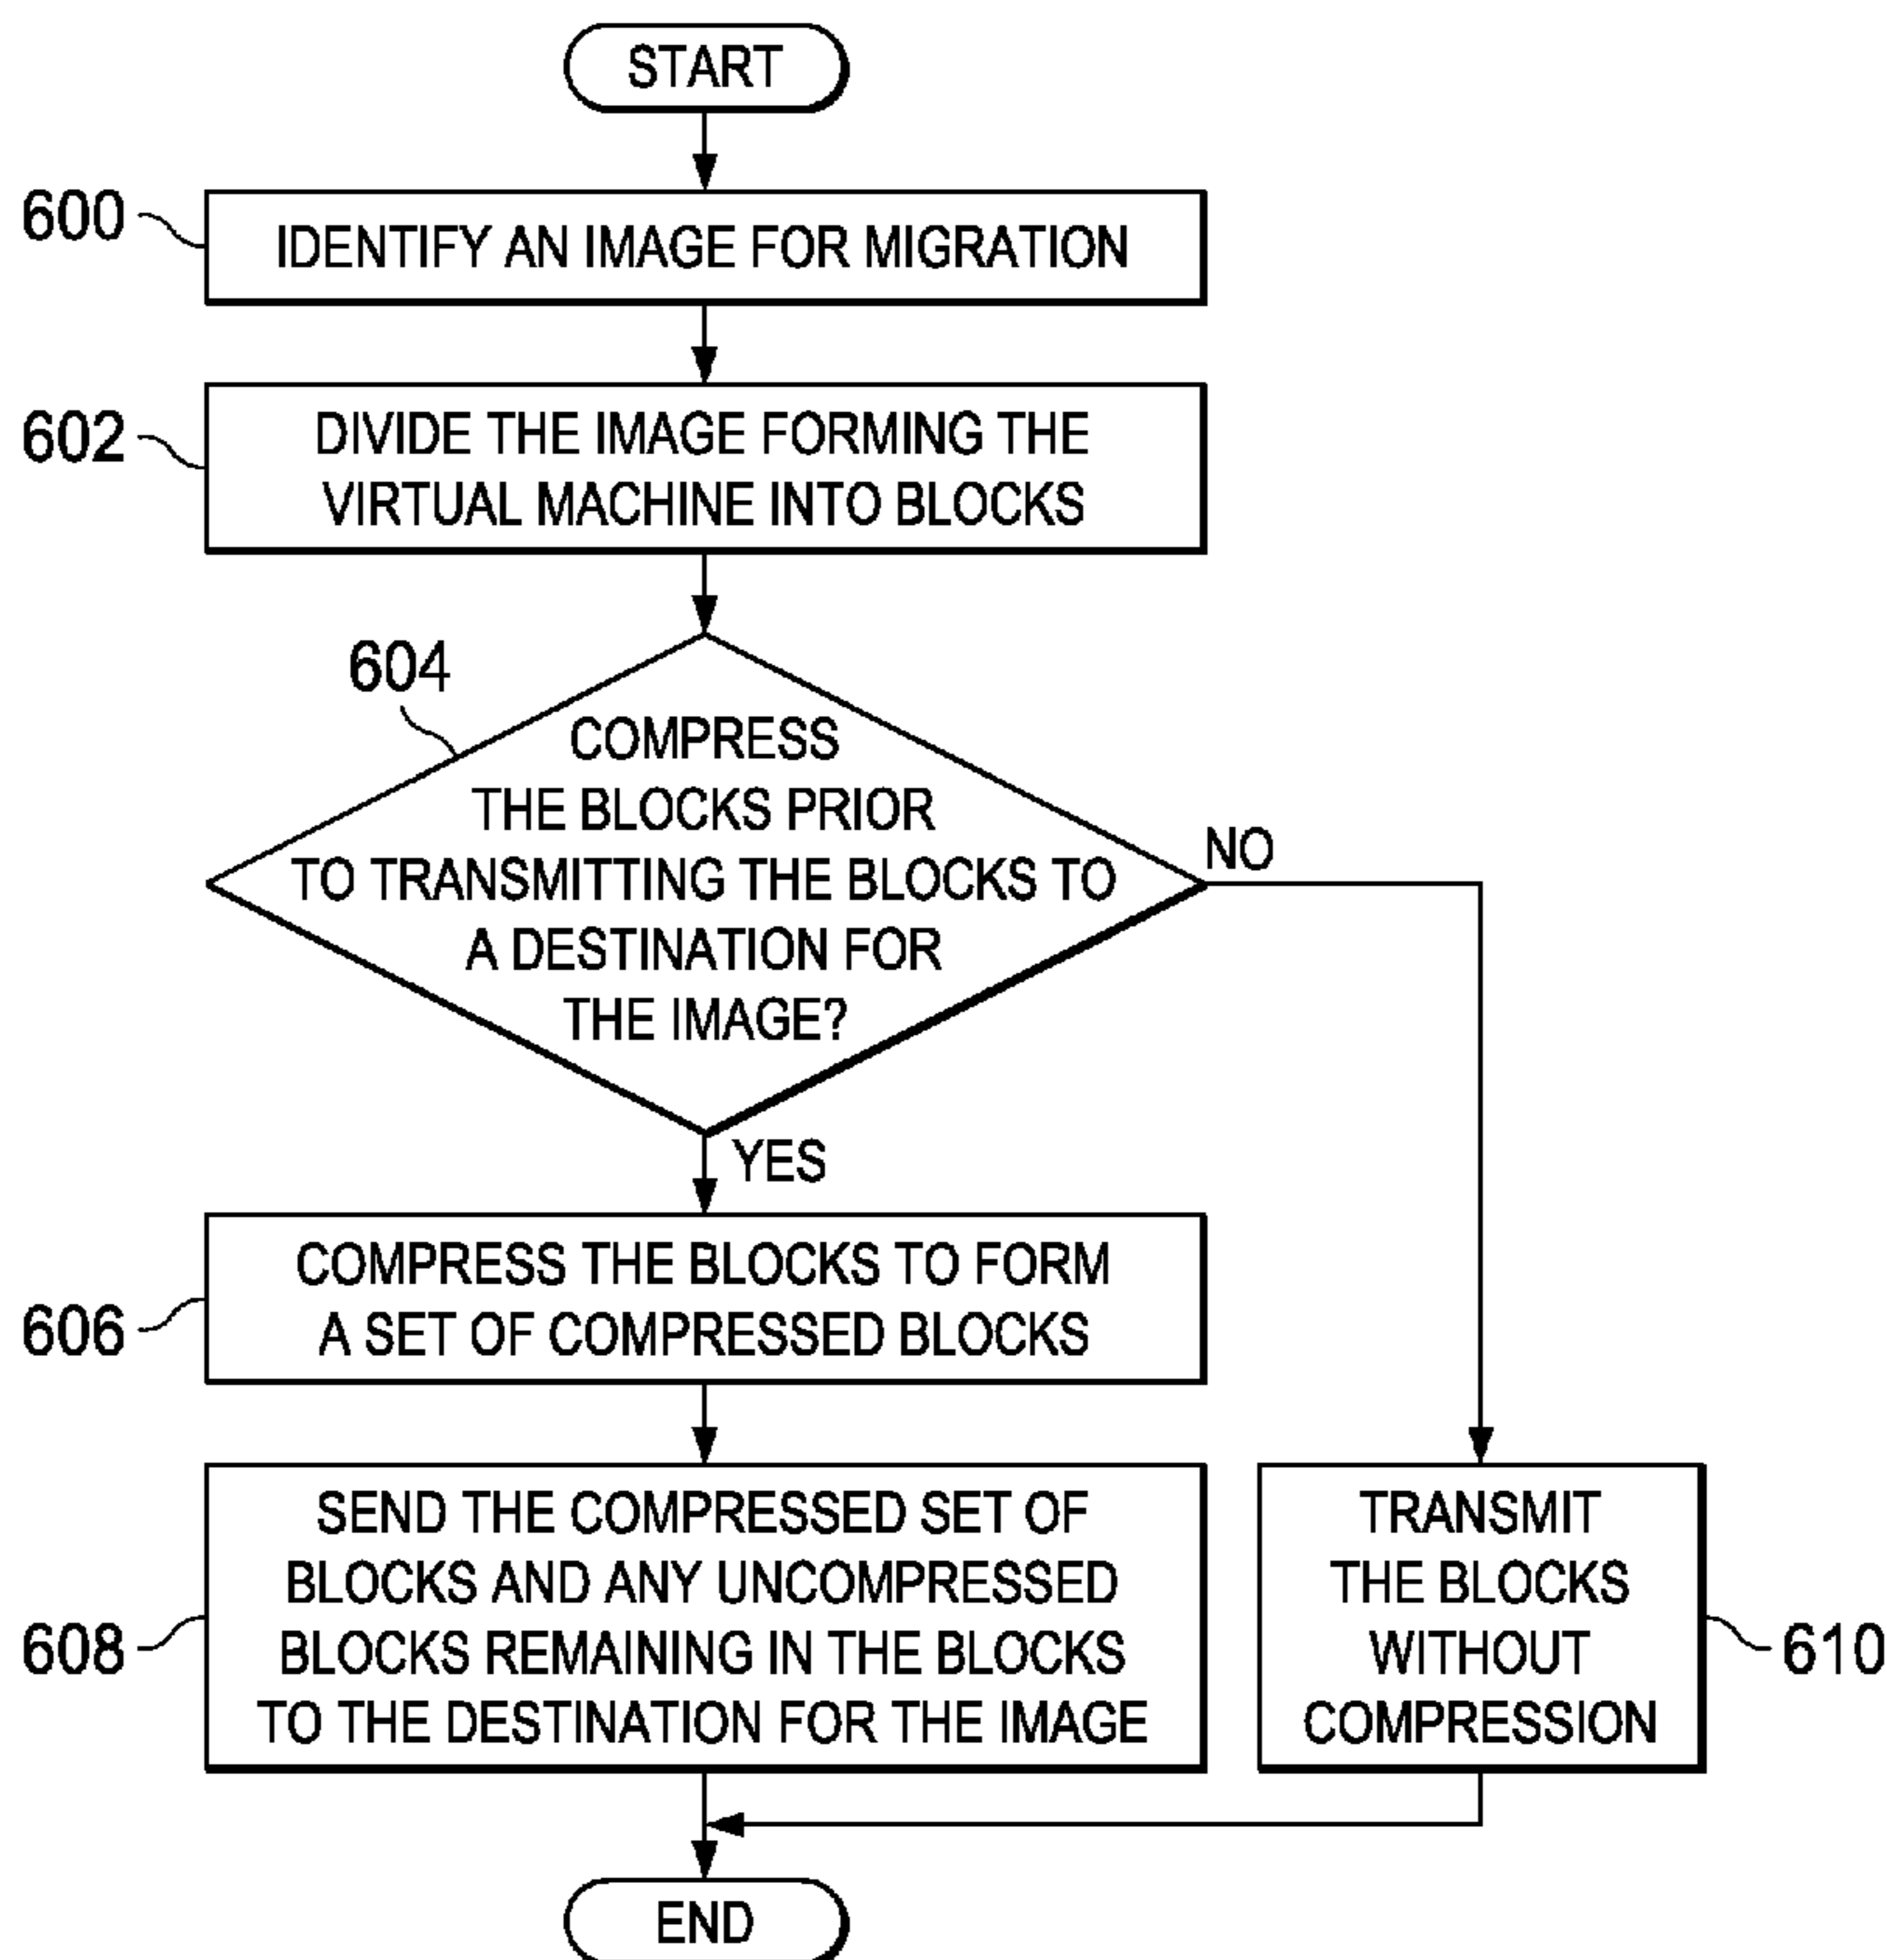 START
600
IDENTIFY AN IMAGE FOR MIGRATION
602
DIVIDE THE IMAGE FORMING THE
VIRTUAL MACHINE INTO BLOCKS
604
COMPRESS
THE BLOCKS PRIOR
TO TRANSMITTING THE BLOCKS TO
A DESTINATION FOR
THE IMAGE?
NO
YES
606
COMPRESS THE BLOCKS TO FORM
A SET OF COMPRESSED BLOCKS
608
SEND THE COMPRESSED SET OF
BLOCKS AND ANY UNCOMPRESSED
BLOCKS REMAINING IN THE BLOCKS
TO THE DESTINATION FOR THE IMAGE
TRANSMIT
THE BLOCKS
WITHOUT
COMPRESSION
610
END